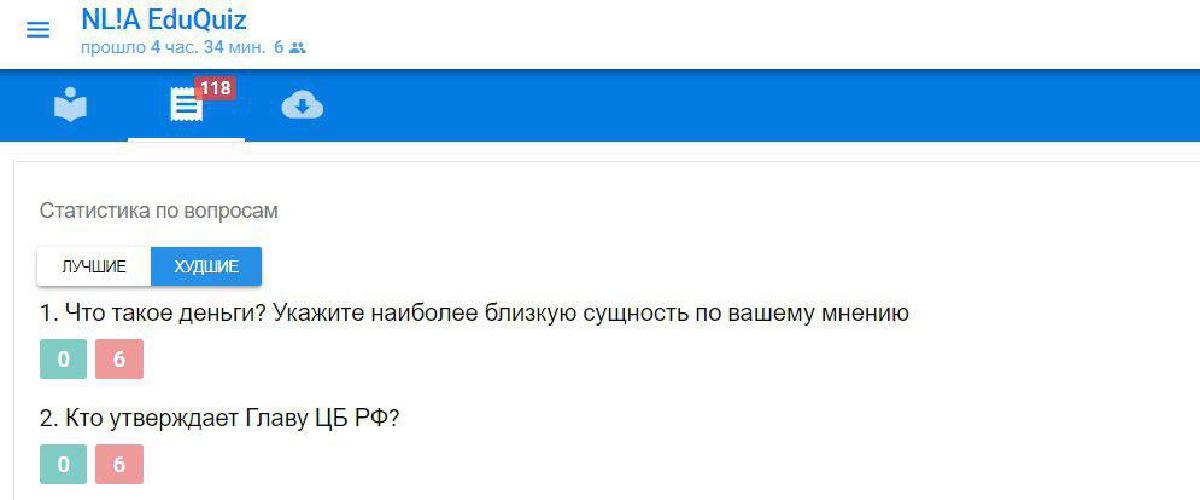 NL!A EduQuiz
прошло 4 час. 34 мин. 6
118
Статистика по вопросам
ЛУЧШИЕ ХУДШИЕ
1. Что такое деньги? Укажите наиболее близкую сущность по вашему мнению
0 6
2. Кто утверждает Главу ЦБ РФ?
0 6